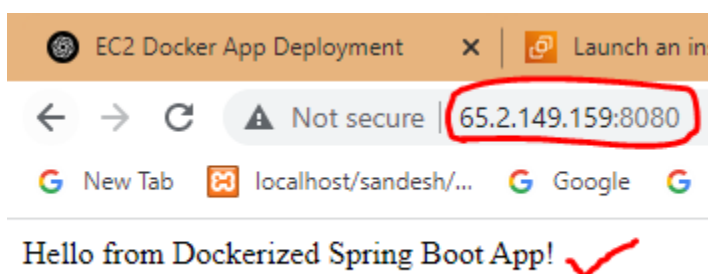 EC2 Docker App Deployment Launch an in
Not secure 65.2.149.159:8080
New Tab localhost/sandesh/... Google
Hello from Dockerized Spring Boot App!